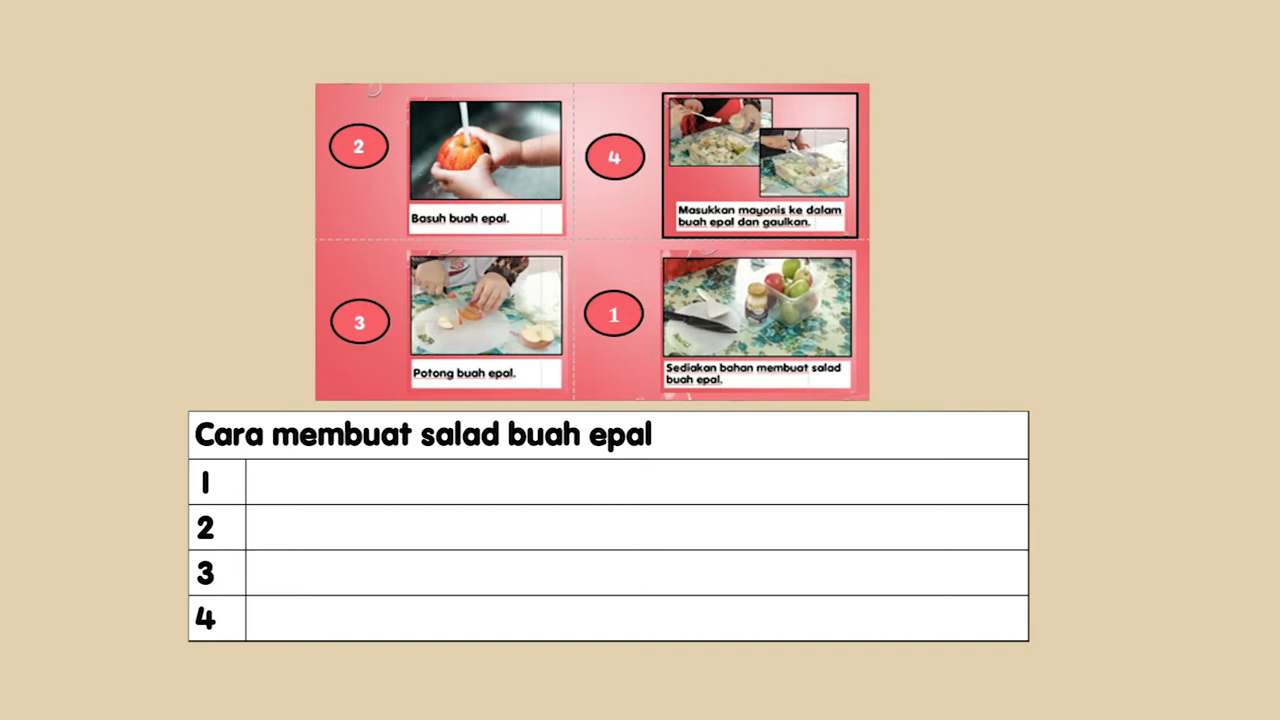 2
Basuh buah epal.
4
Masukkan mayonis ke dalam
buah epal dan gaulkan.
3
Potong buah epal.
1
Sediakan bahan membuat salad
buah epal.
Cara membuat salad buah epal
1
2
3
4